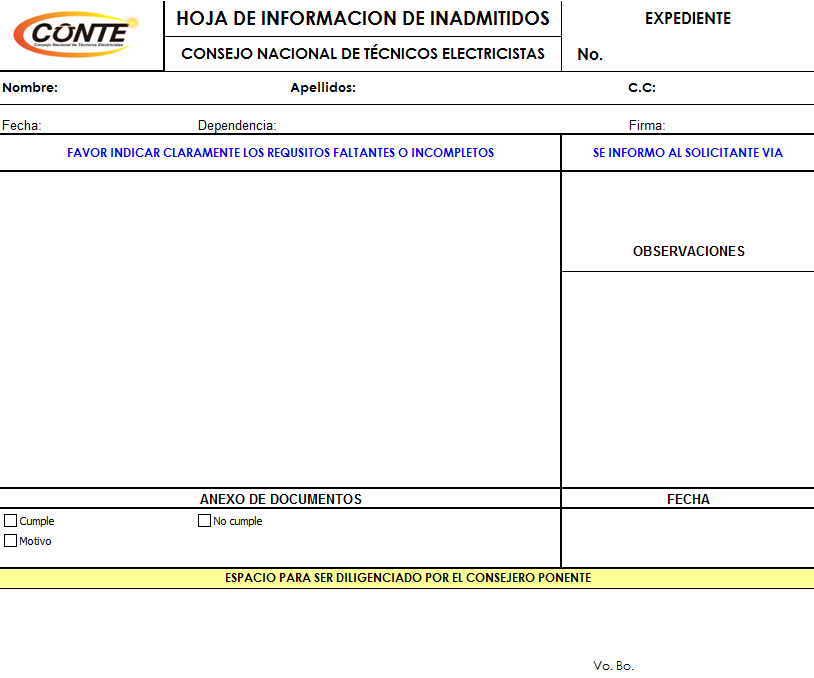 CONTE
Consejo Nacional de Técnicos Electricistas
HOJA DE INFORMACION DE INADMITIDOS
EXPEDIENTE
CONSEJO NACIONAL DE TÉCNICOS ELECTRICISTAS
No.
Nombre: Apellidos: C.C:
Fecha: Dependencia: Firma:
FAVOR INDICAR CLARAMENTE LOS REQUSITOS FALTANTES O INCOMPLETOS
SE INFORMO AL SOLICITANTE VIA
OBSERVACIONES
ANEXO DE DOCUMENTOS
FECHA
Cumple No cumple
Motivo
ESPACIO PARA SER DILIGENCIADO POR EL CONSEJERO PONENTE
Vo. Bo.